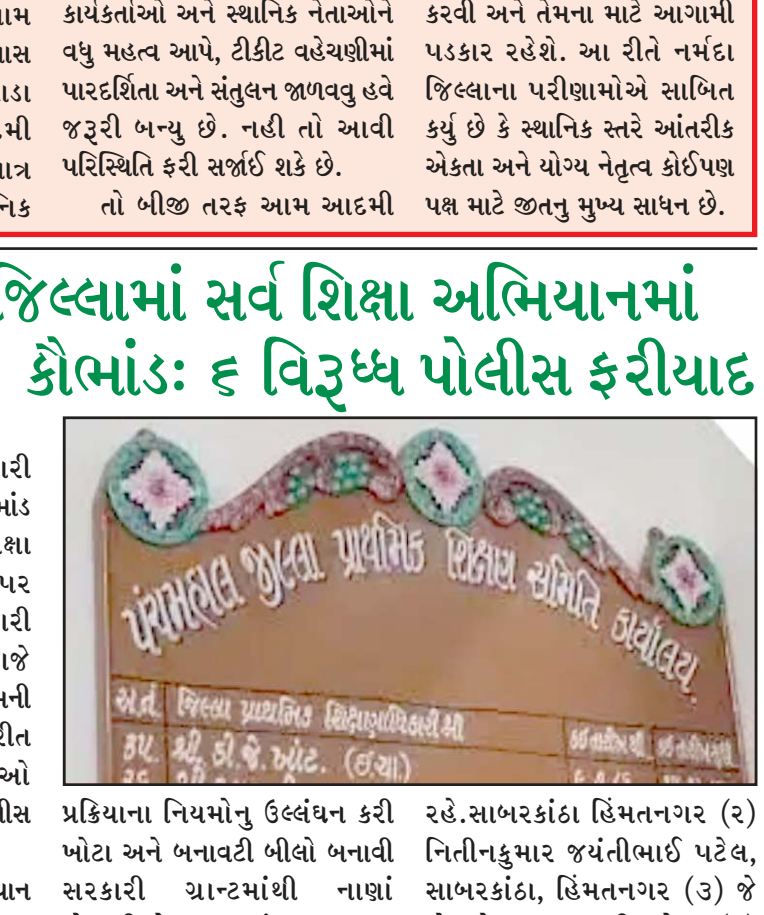 કાર્યકર્તાઓ અને સ્થાનિક નેતાઓને
વધુ મહત્વ આપે, ટીકીટ વહેચણીમાં
પારદર્શિતા અને સંતુલન જાળવવુ હવે
જરૂરી બન્યુ છે. નહી તો આવી
પરિસ્થિતિ ફરી સર્જાઈ શકે છે.
તો બીજી તરફ આમ આદમી
કરવી અને તેમના માટે આગામી
પડકાર રહેશે. આ રીતે નર્મદા
જિલ્લાના પરીણામોએ સાબિત
કર્યુ છે કે સ્થાનિક સ્તરે આંતરીક
એકતા અને યોગ્ય નેતૃત્વ કોઈપણ
પક્ષ માટે જીતનુ મુખ્ય સાધન છે.
જિલ્લામાં સર્વ શિક્ષા અભિયાનમાં
કૌભાંડઃ ૬ વિરૂધ્ધ પોલીસ ફરીયાદ
પંચમહાલ જીલ્લા પ્રાથમિક શિક્ષણ સમિતિ કાર્યાલય.
અ.નં. જિલ્લા પ્રાથમિક શિક્ષણાધિકારીશ્રી
૩૫. શ્રી. ડી.જે. ખાંટ. (ઈચા.)
પ્રક્રિયાના નિયમોનુ ઉલ્લંઘન કરી
ખોટા અને બનાવટી બીલો બનાવી
સરકારી ગ્રાન્ટમાંથી નાણાં
રહે.સાબરકાંઠા હિંમતનગર (૨)
નિતીનકુમાર જયંતીભાઈ પટેલ,
સાબરકાંઠા, હિંમતનગર (૩) જે